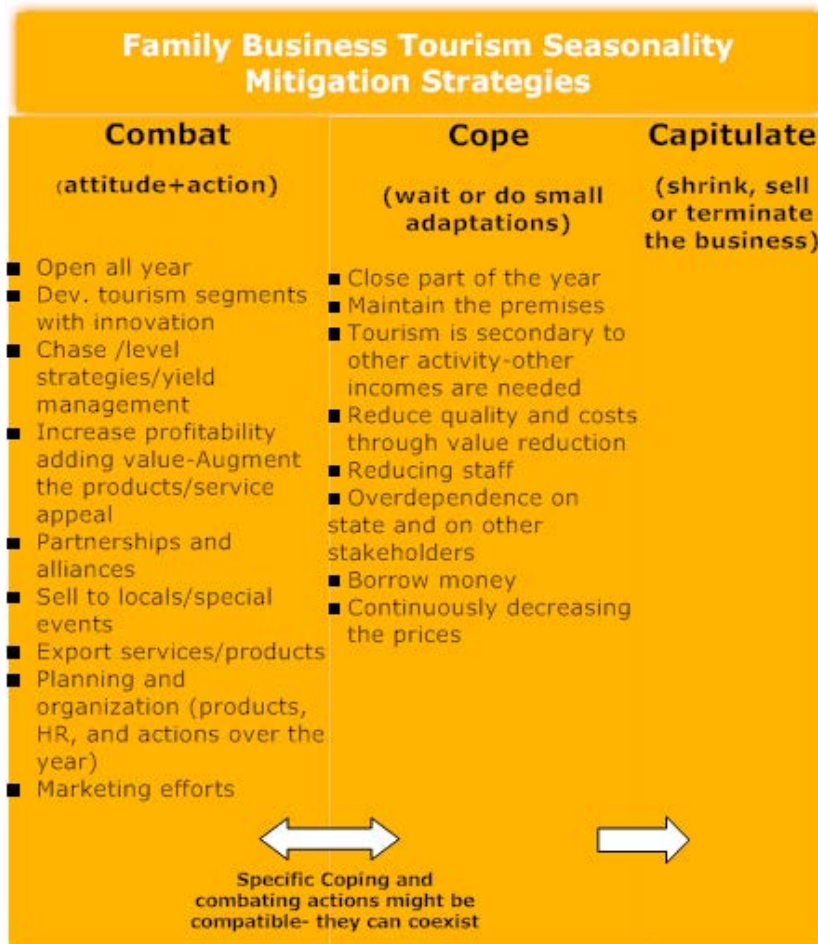 Family Business Tourism Seasonality
Mitigation Strategies
Combat
(attitude+action)
■ Open all year
■ Dev. tourism segments
with innovation
■ Chase /level
strategies/yield
management
■ Increase profitability
adding value-Augment
the products/service
appeal
■ Partnerships and
alliances
■ Sell to locals/special
events
■ Export services/products
■ Planning and
organization (products,
HR, and actions over the
year)
■ Marketing efforts
Cope
(wait or do small
adaptations)
■ Close part of the year
■ Maintain the premises
■ Tourism is secondary to
other activity-other
incomes are needed
■ Reduce quality and costs
through value reduction
■ Reducing staff
■ Overdependence on
state and on other
stakeholders
■ Borrow money
■ Continuously decreasing
the prices
Capitulate
(shrink, sell
or terminate
the business)
Specific Coping and
combating actions might be
compatible- they can coexist